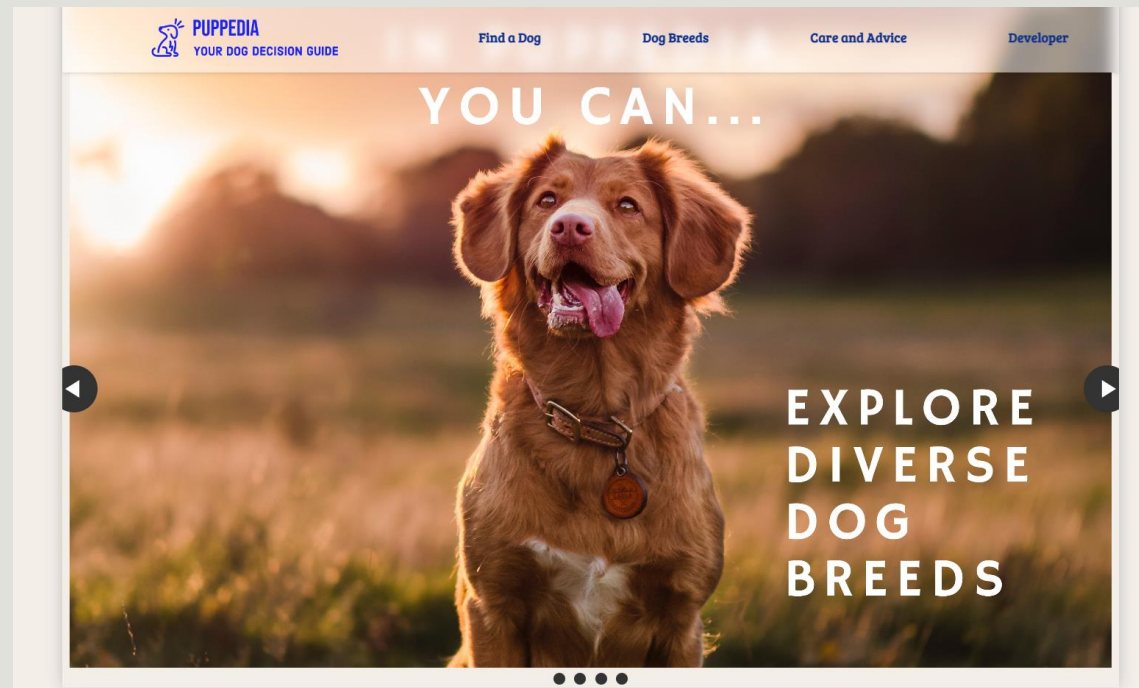 PUPPEDIA
YOUR DOG DECISION GUIDE
Find a Dog Dog Breeds Care and Advice Developer
YOU CAN...
EXPLORE
DIVERSE
DOG
BREEDS